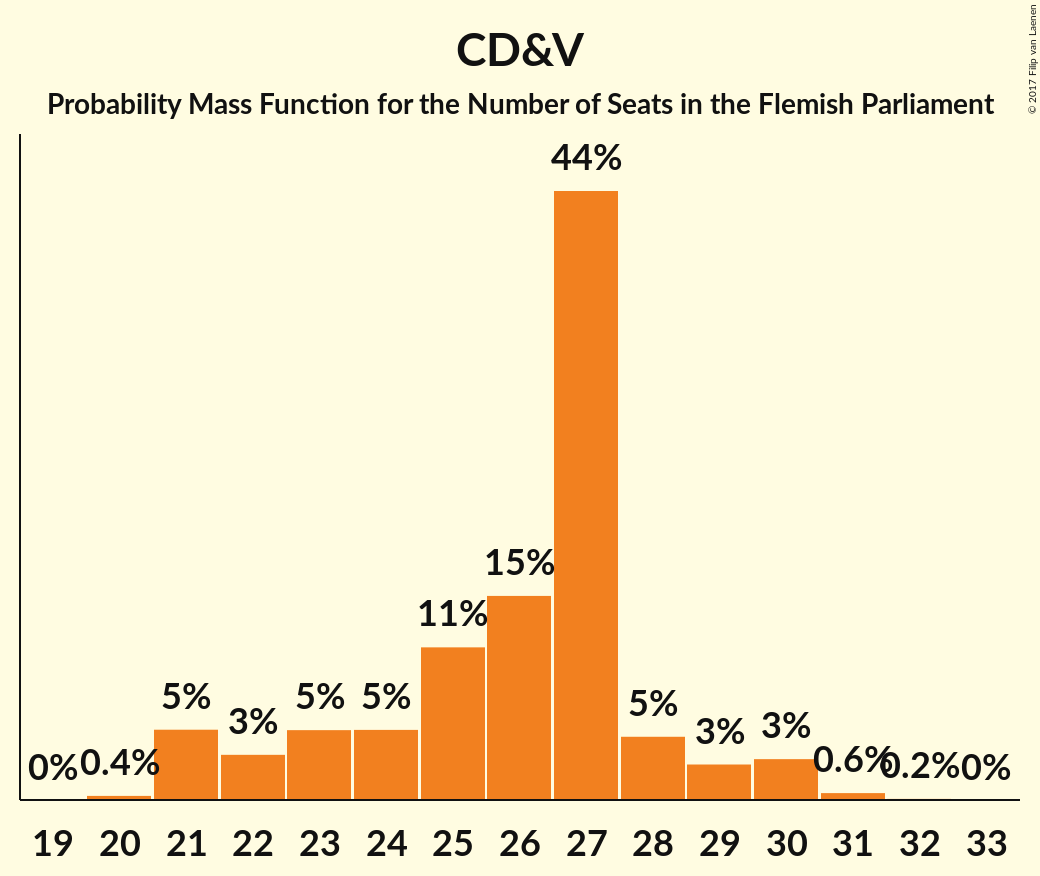 CD&V
Probability Mass Function for the Number of Seats in the Flemish Parliament
© 2017 Filip van Laenen
44%
15%
11%
5% 3% 5% 5% 5% 3% 3%
0% 0.4% 0.6% 0.2% 0%
19 20 21 22 23 24 25 26 27 28 29 30 31 32 33